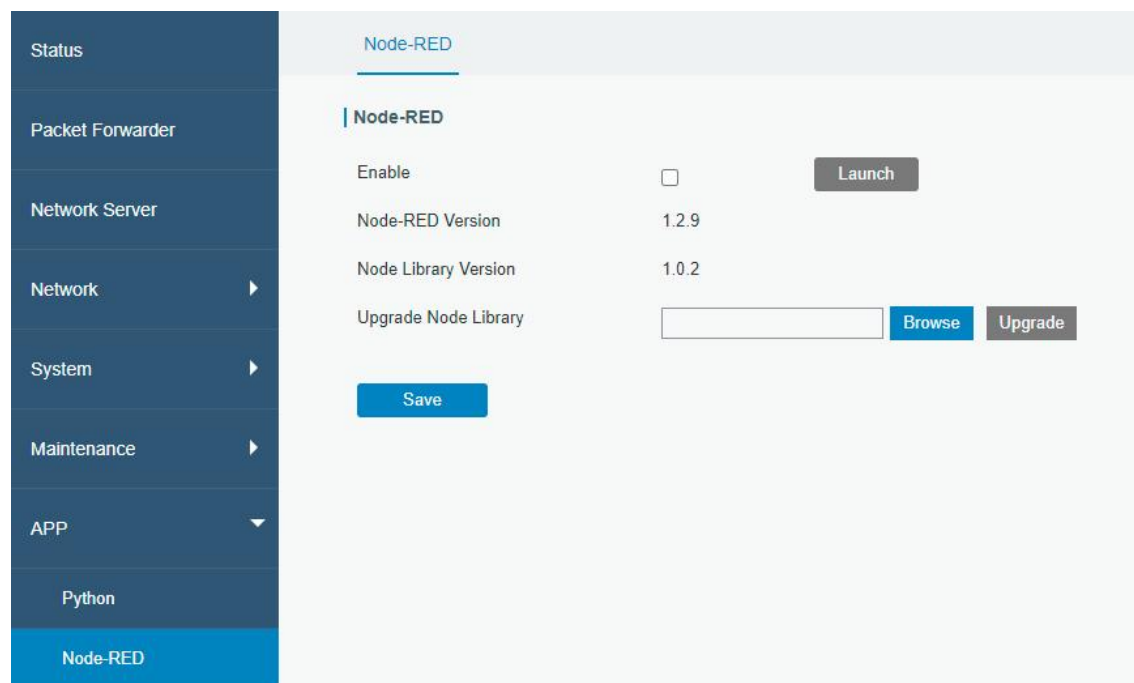 Status
Packet Forwarder
Network Server
Network
System
Maintenance
APP
Python
Node-RED
Node-RED
Node-RED
Enable
Launch
Node-RED Version
1.2.9
Node Library Version
1.0.2
Upgrade Node Library
Browse
Upgrade
Save